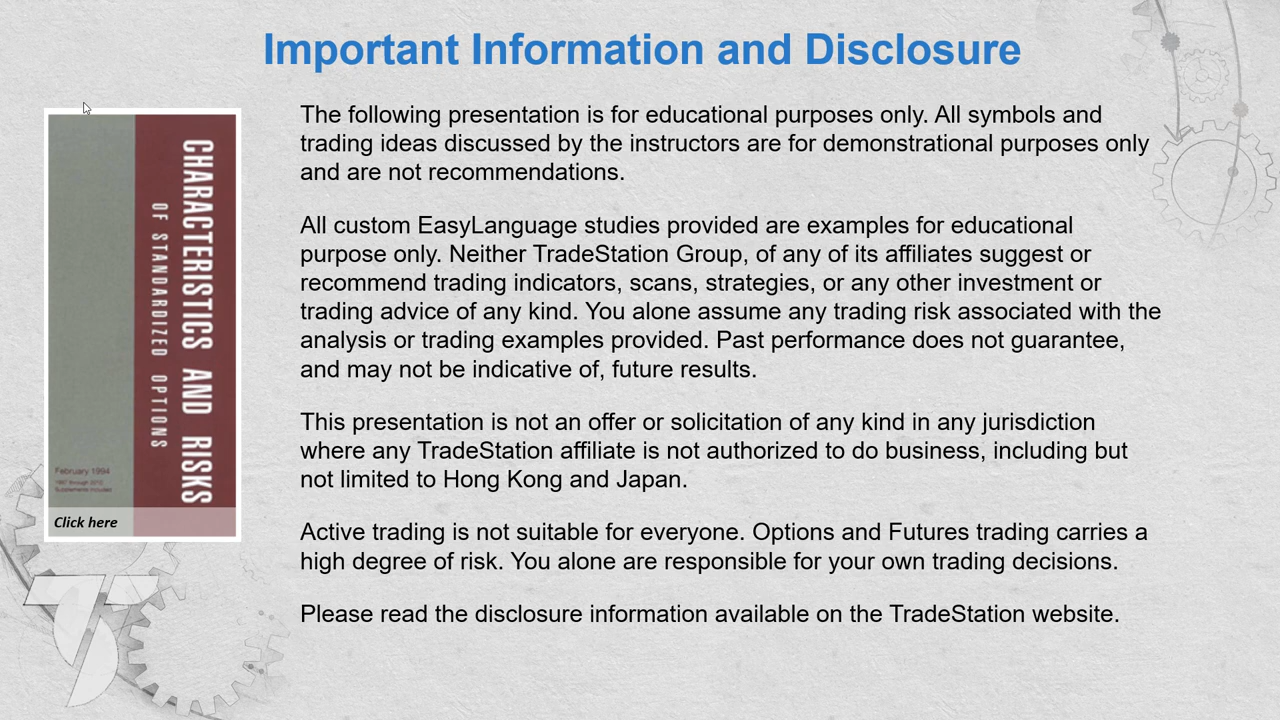 Important Information and Disclosure
The following presentation is for educational purposes only. All symbols and
trading ideas discussed by the instructors are for demonstrational purposes only
and are not recommendations.
All custom EasyLanguage studies provided are examples for educational
purpose only. Neither TradeStation Group, of any of its affiliates suggest or
recommend trading indicators, scans, strategies, or any other investment or
trading advice of any kind. You alone assume any trading risk associated with the
analysis or trading examples provided. Past performance does not guarantee,
and may not be indicative of, future results.
This presentation is not an offer or solicitation of any kind in any jurisdiction
where any TradeStation affiliate is not authorized to do business, including but
not limited to Hong Kong and Japan.
Active trading is not suitable for everyone. Options and Futures trading carries a
high degree of risk. You alone are responsible for your own trading decisions.
Please read the disclosure information available on the TradeStation website.
CHARACTERISTICS AND RISKS
OF STANDARDIZED OPTIONS
February 1994
Supplements Included
Click here